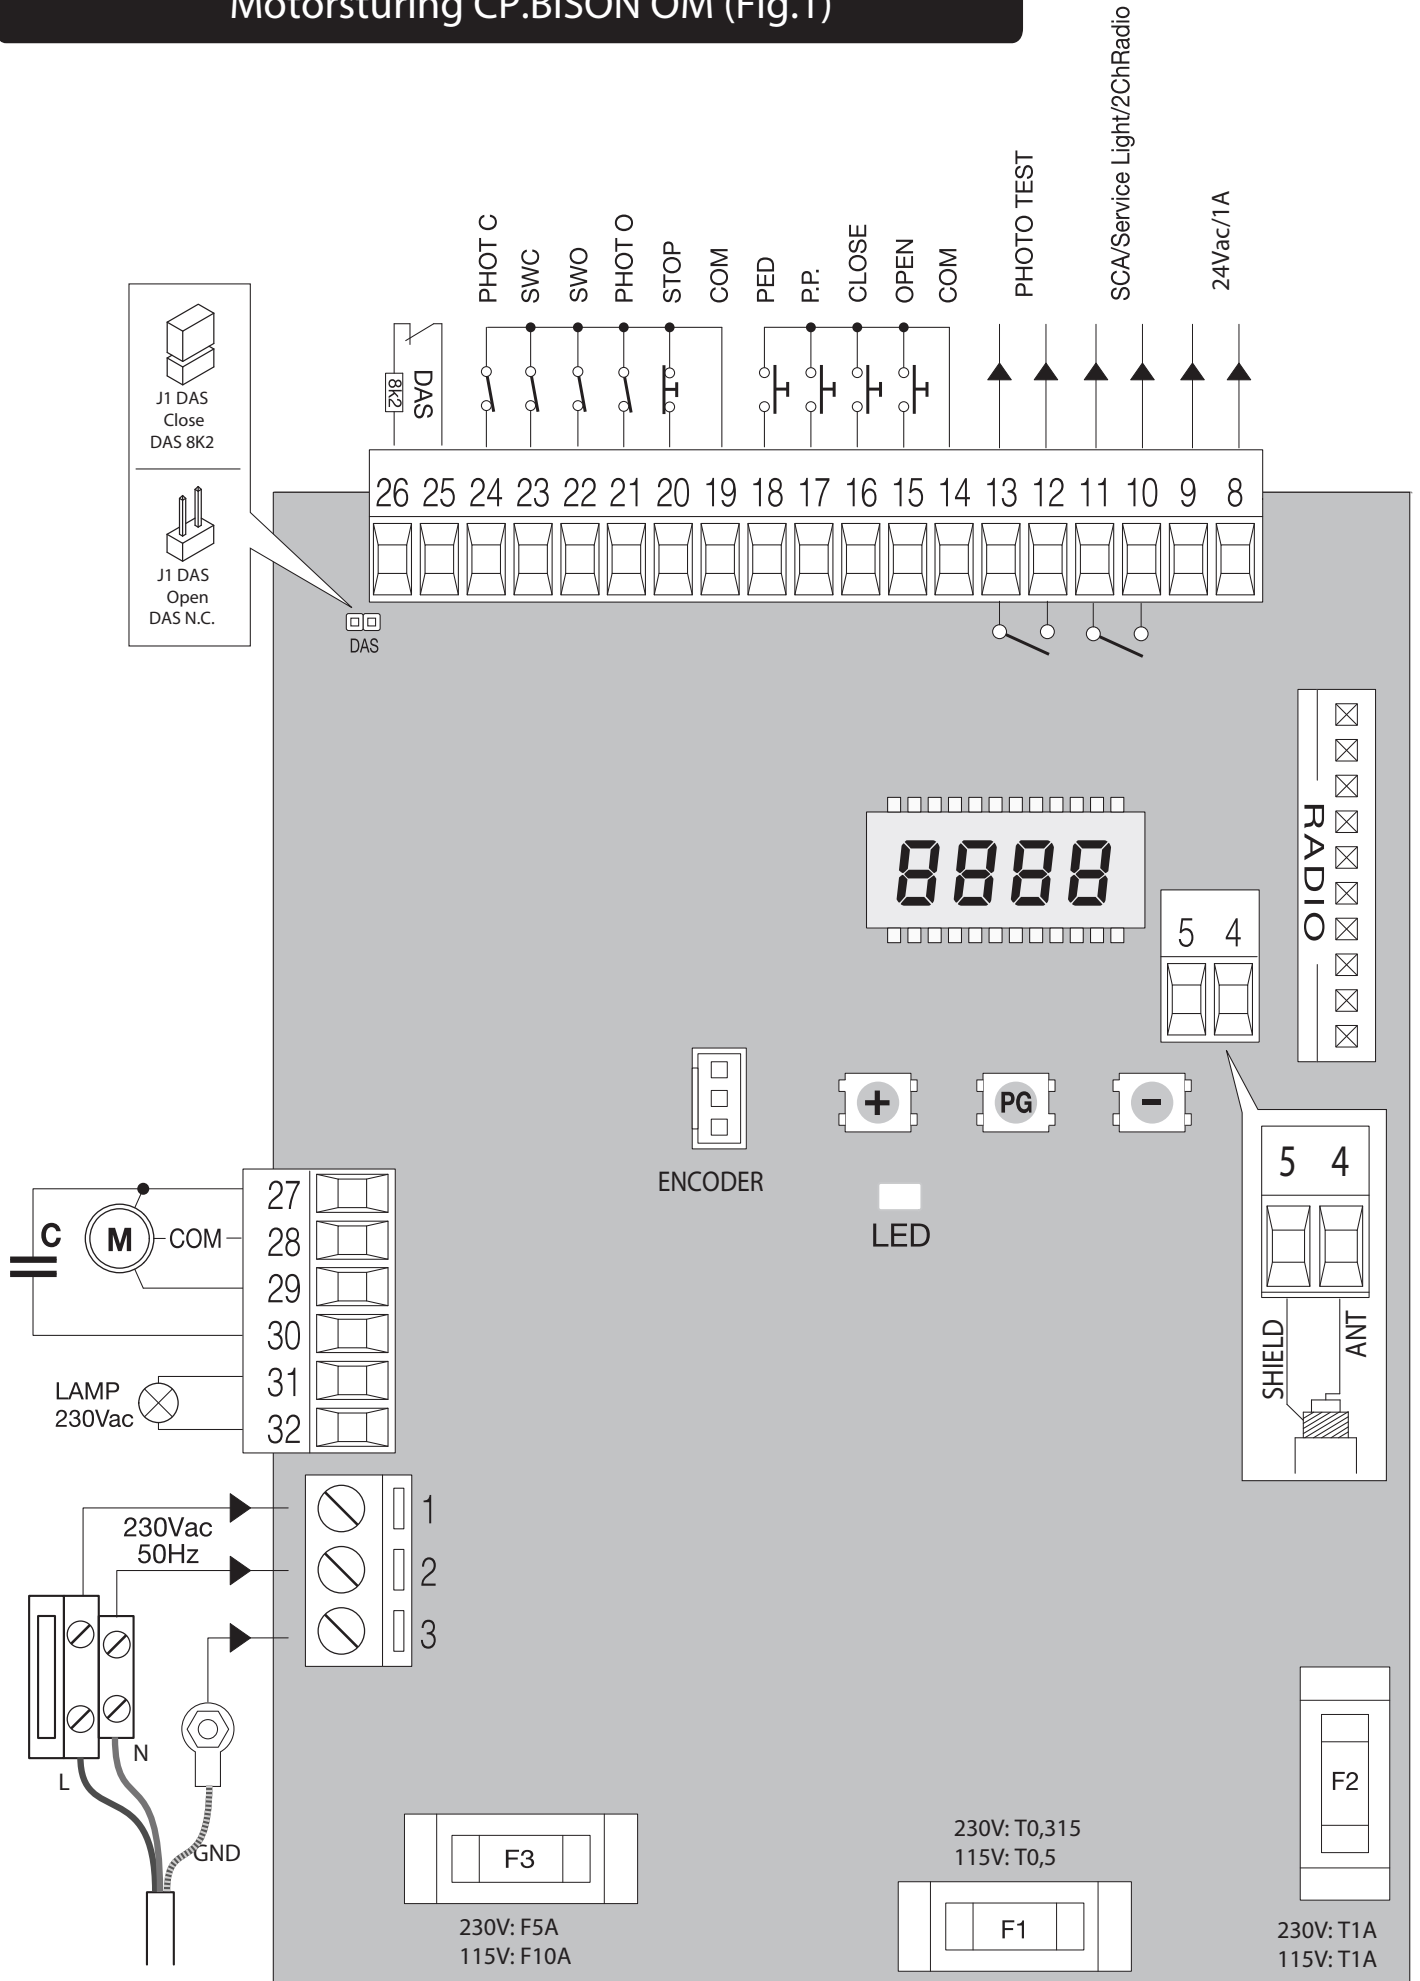 Motorsturing CP.BISON OM (Fig.1)
PHOT C
SWC
SWO
PHOT O
STOP
COM
PED
P.P.
CLOSE
OPEN
COM
PHOTO TEST
SCA/Service Light/2ChRadio
24Vac/1A
8K2
DAS
J1 DAS
Close
DAS 8K2
J1 DAS
Open
DAS N.C.
26 25 24 23 22 21 20 19 18 17 16 15 14 13 12 11 10 9 8
DAS
RADIO
8888
5 4
+
PG
-
ENCODER
LED
5 4
SHIELD
ANT
C
M
COM
27
28
29
30
31
32
LAMP
230Vac
230Vac
50Hz
1
2
3
L
N
GND
F3
230V: F5A
115V: F10A
230V: T0,315
115V: T0,5
F1
F2
230V: T1A
115V: T1A